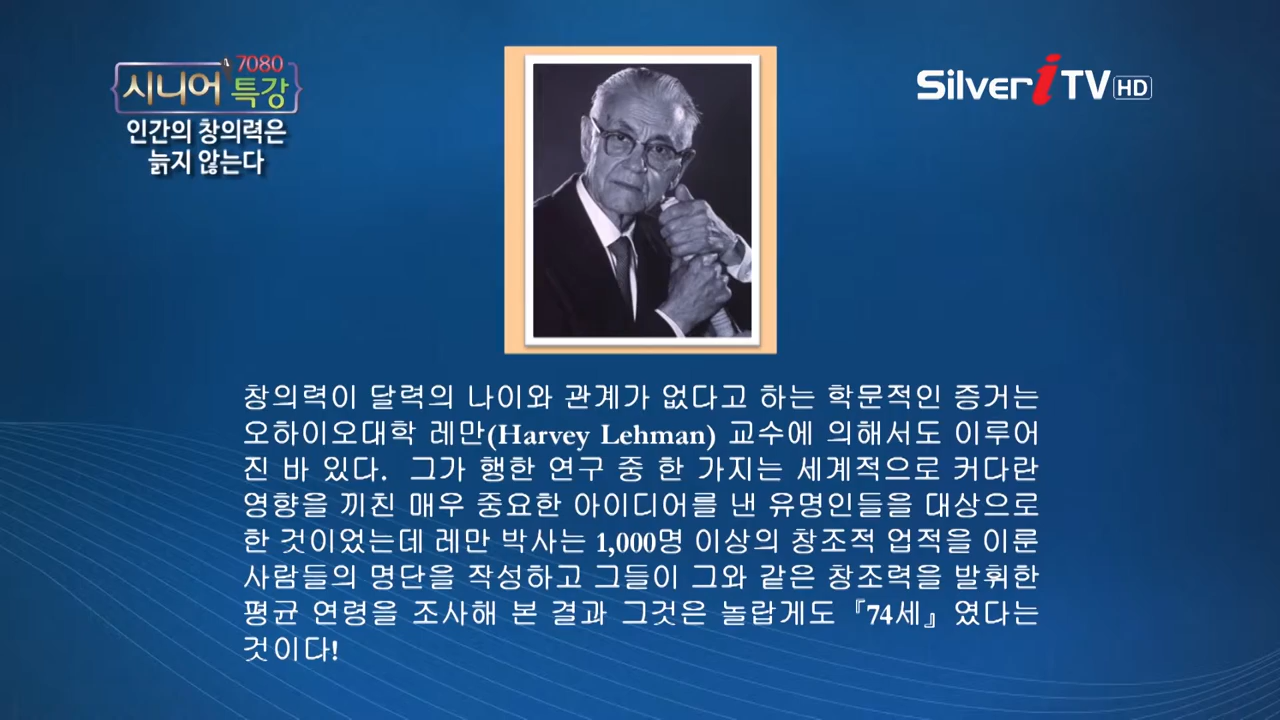 7080
시니어 특강
인간의 창의력은
늙지 않는다
Silver i TV HD
창의력이 달력의 나이와 관계가 없다고 하는 학문적인 증거는
오하이오대학 레만(Harvey Lehman) 교수에 의해서도 이루어
진 바 있다. 그가 행한 연구 중 한 가지는 세계적으로 커다란
영향을 끼친 매우 중요한 아이디어를 낸 유명인들을 대상으로
한 것이었는데 레만 박사는 1,000명 이상의 창조적 업적을 이룬
사람들의 명단을 작성하고 그들이 그와 같은 창조력을 발휘한
평균 연령을 조사해 본 결과 그것은 놀랍게도 『74세』였다는
것이다!